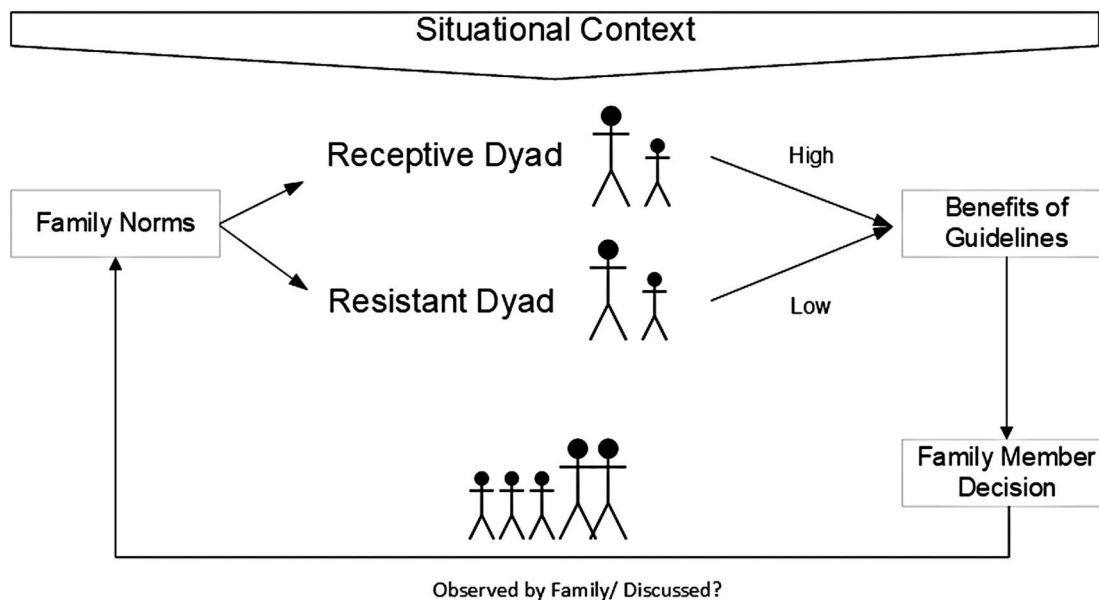 Situational Context
Receptive Dyad
High
Family Norms
Benefits of
Guidelines
Resistant Dyad
Low
Family Member
Decision
Observed by Family/ Discussed?